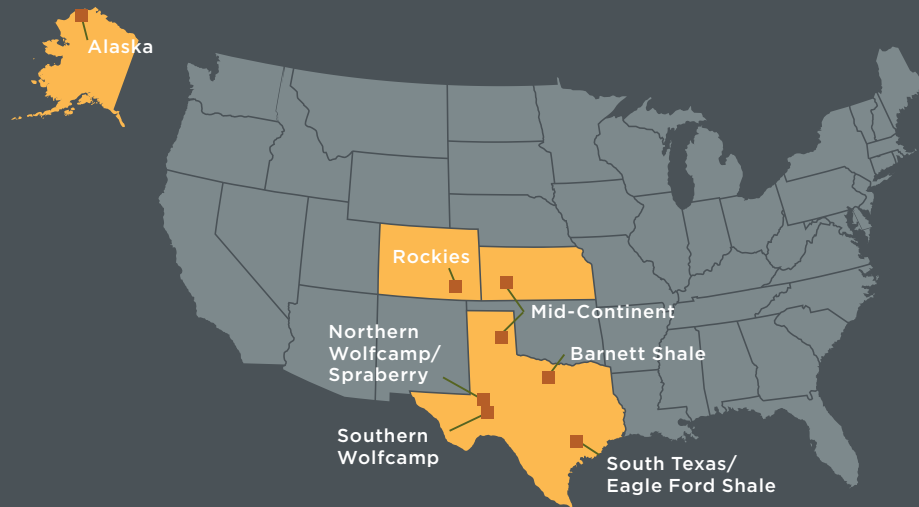 Alaska
Rockies
Mid-Continent
Northern
Wolfcamp/
Spraberry
Barnett Shale
Southern
Wolfcamp
South Texas/
Eagle Ford Shale